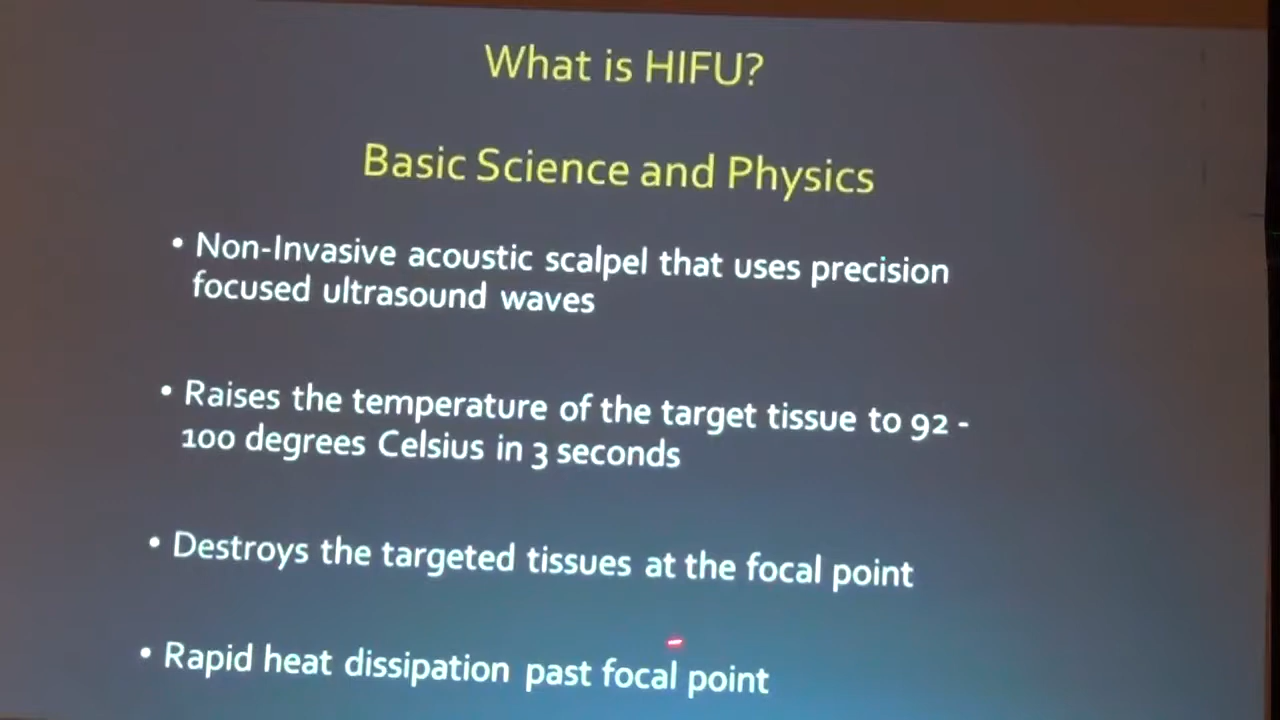 What is HIFU?
Basic Science and Physics
• Non-Invasive acoustic scalpel that uses precision
focused ultrasound waves
• Raises the temperature of the target tissue to 92 -
100 degrees Celsius in 3 seconds
• Destroys the targeted tissues at the focal point
• Rapid heat dissipation past focal point